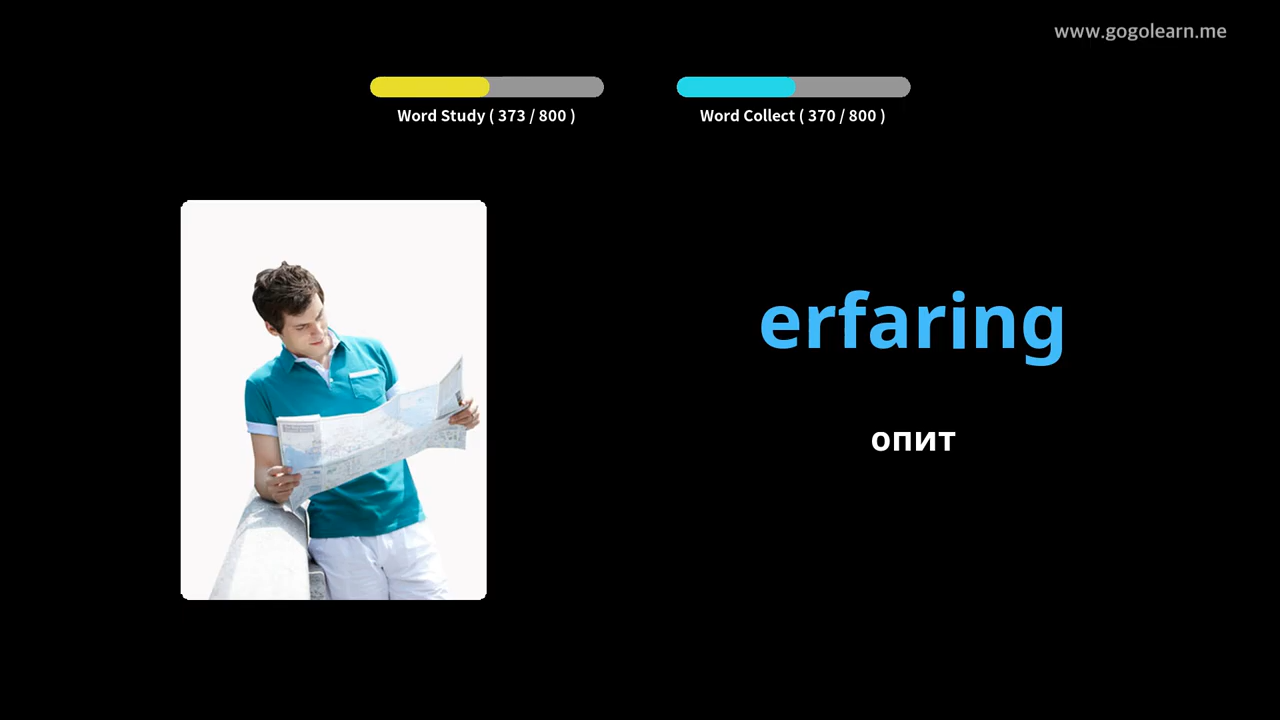 www.gogolearn.me
Word Study ( 373 / 800 )
Word Collect ( 370 / 800 )
erfaring
опит